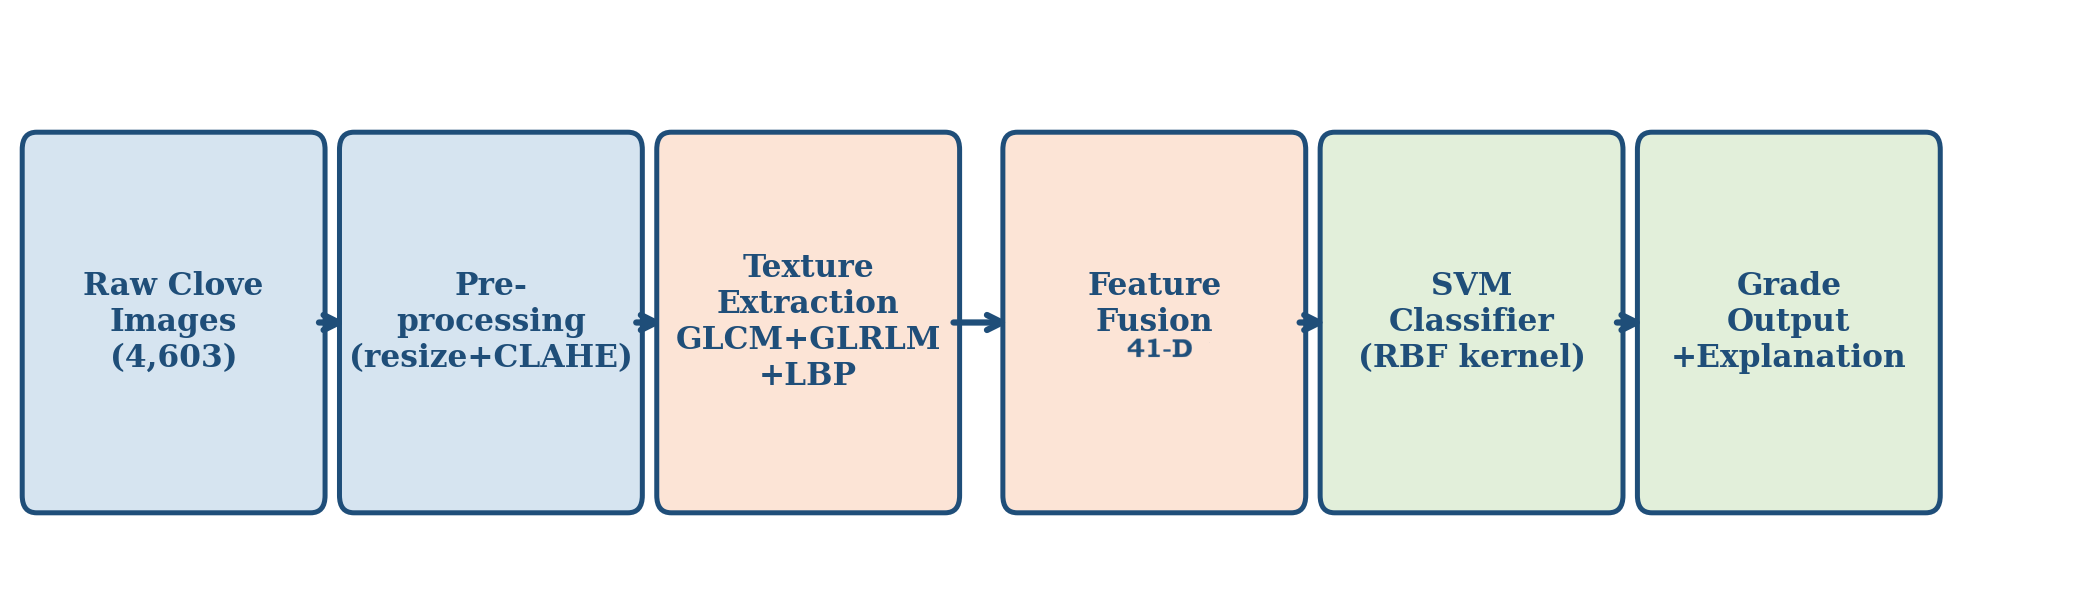 Raw Clove
Images
(4,603)
Pre-
processing
(resize+CLAHE)
Texture
Extraction
GLCM+GLRLM
+LBP
Feature
Fusion
41-D
SVM
Classifier
(RBF kernel)
Grade
Output
+Explanation